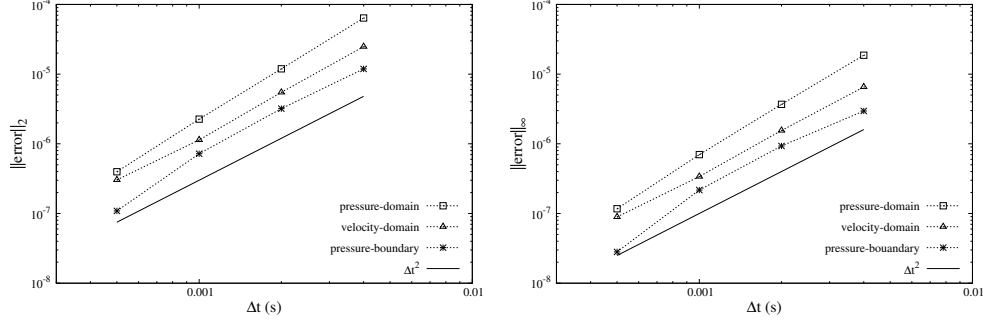 10⁻⁴
10⁻⁵
10⁻⁶
10⁻⁷
10⁻⁸
||error||₂
pressure-domain
velocity-domain
pressure-boundary
Δt²
0.001
0.01
Δt (s)
10⁻⁴
10⁻⁵
10⁻⁶
10⁻⁷
10⁻⁸
||error||∞
pressure-domain
velocity-domain
pressure-bouandary
Δt²
0.001
0.01
Δt (s)